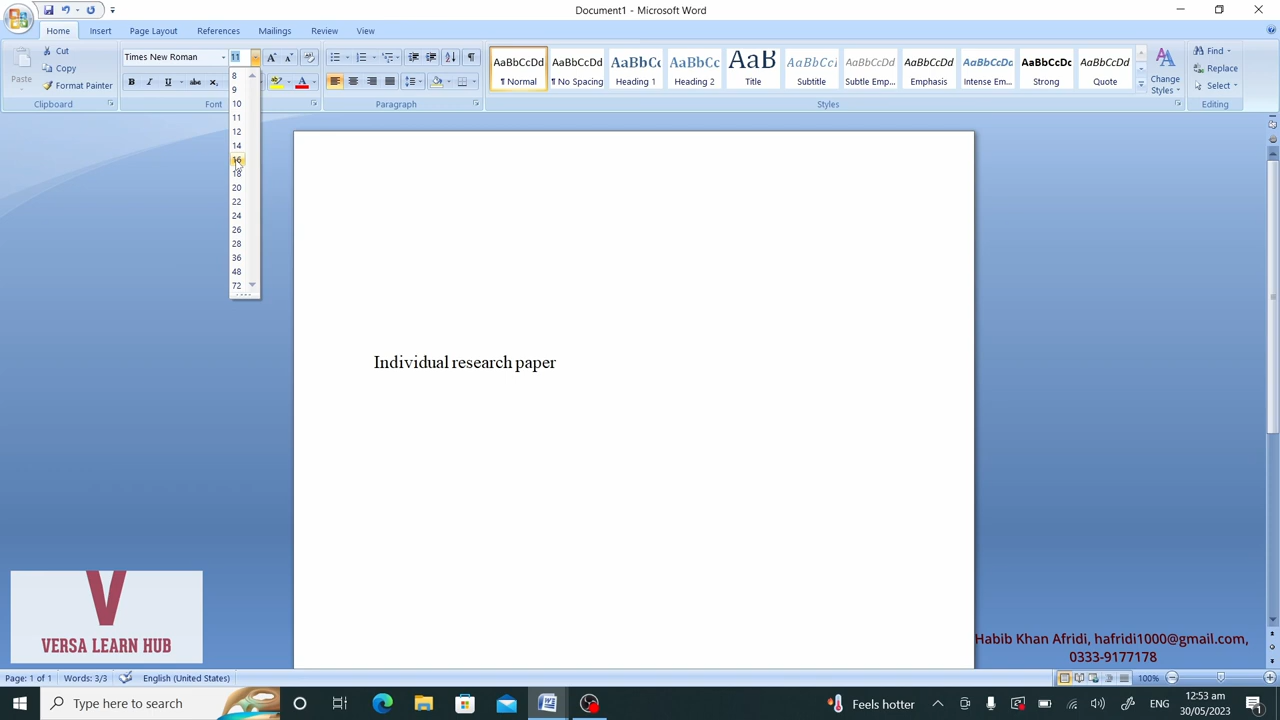 Document1 - Microsoft Word
Home Insert Page Layout References Mailings Review View
Paste
Cut
Copy
Format Painter
Clipboard
Times New Roman 11
Font
Paragraph
AaBbCcDd AaBbCcDd AaBbCc AaBbCc AaB AaBbCcI AaBbCcDd AaBbCcDd AaBbCcDd AaBbCcDc AaBbCcDd
¶ Normal ¶ No Spacing Heading 1 Heading 2 Title Subtitle Subtle Emp... Emphasis Intense Em... Strong Quote
Change Styles
Styles
Find
Replace
Select
Editing
8
9
10
11
12
14
16
18
20
22
24
26
28
36
48
72
Individual research paper
V
VERSA LEARN HUB
Habib Khan Afridi, hafridi1000@gmail.com,
0333-9177178
Page: 1 of 1 Words: 3/3 English (United States) 100%
Type here to search
Feels hotter ENG 12:53 am
30/05/2023